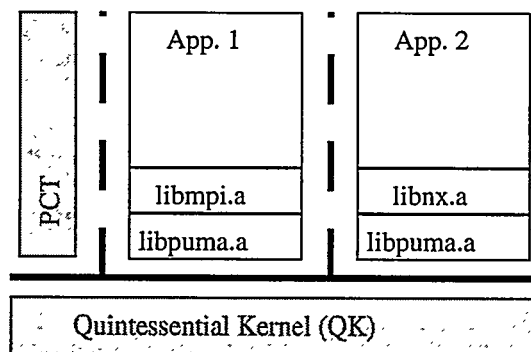 App. 1
App. 2
PCT
libmpi.a
libnx.a
libpuma.a
libpuma.a
Quintessential Kernel (QK)